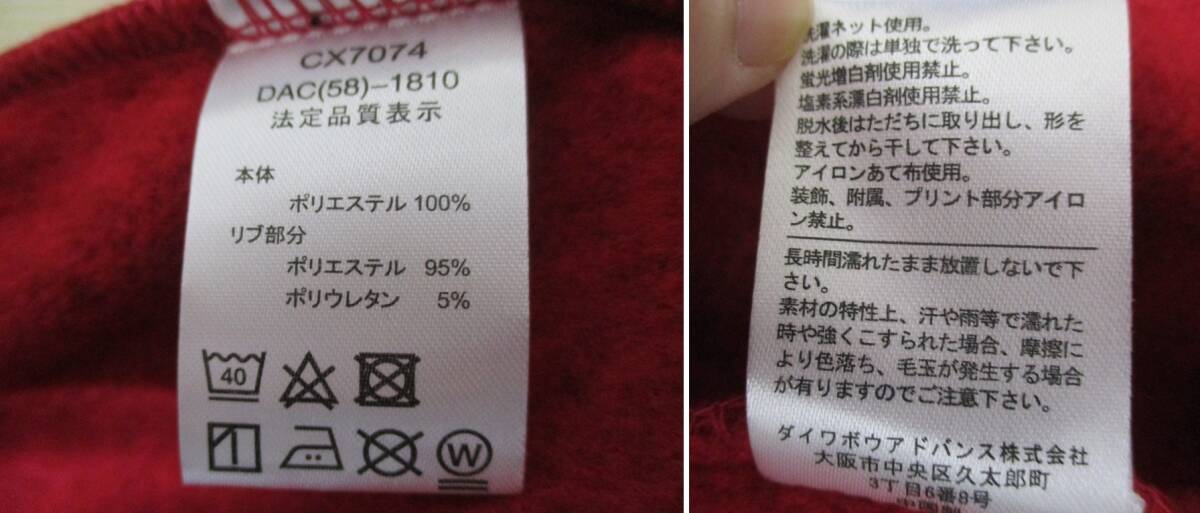 CX7074
DAC(58)-1810
法定品質表示
本体
ポリエステル 100%
リブ部分
ポリエステル 95%
ポリウレタン 5%
40
W
洗濯ネット使用。
洗濯の際は単独で洗って下さい。
蛍光増白剤使用禁止。
塩素系漂白剤使用禁止。
脱水後はただちに取り出し、形を
整えてから干して下さい。
アイロンあて布使用。
装飾、附属、プリント部分アイロ
ン禁止。
長時間濡れたまま放置しないで下
さい。
素材の特性上、汗や雨等で濡れた
時や強くこすられた場合、摩擦に
より色落ち、毛玉が発生する場合
が有りますのでご注意下さい。
ダイワボウアドバンス株式会社
大阪市中央区久太郎町
3丁目6番8号
中国製